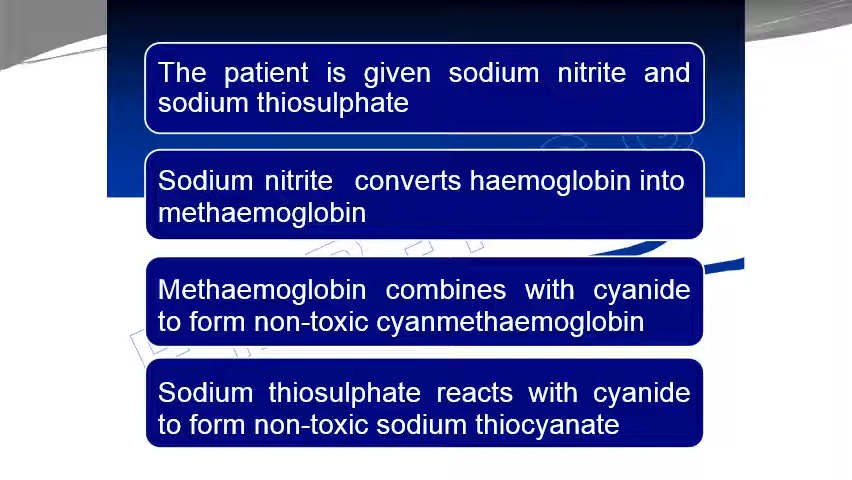 The patient is given sodium nitrite and
sodium thiosulphate
Sodium nitrite converts haemoglobin into
methaemoglobin
Methaemoglobin combines with cyanide
to form non-toxic cyanmethaemoglobin
Sodium thiosulphate reacts with cyanide
to form non-toxic sodium thiocyanate